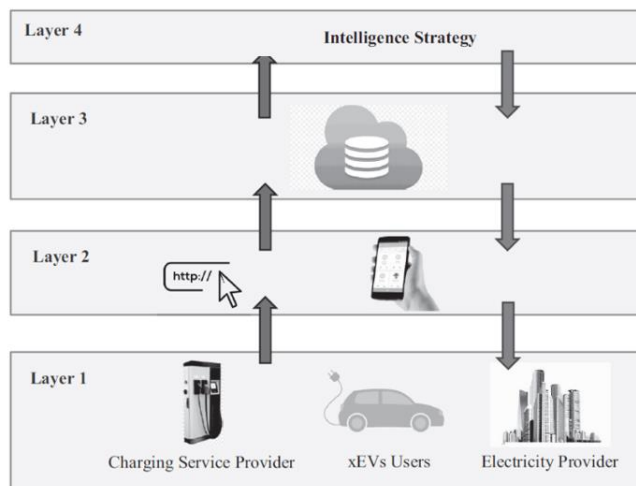 Layer 4
Intelligence Strategy
Layer 3
Layer 2
http://
Layer 1
Charging Service Provider
xEVs Users
Electricity Provider